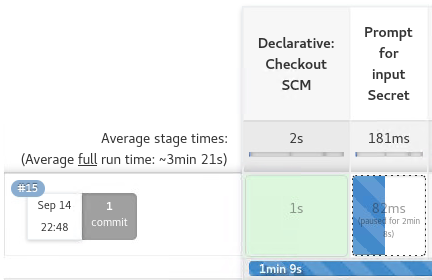 Declarative:
Checkout
SCM
Prompt
for
input
Secret
Average stage times:
2s
181ms
(Average full run time: ~3min 21s)
#15
Sep 14
22:48
1
commit
1s
82ms
(paused for 2min
8s)
1min 9s